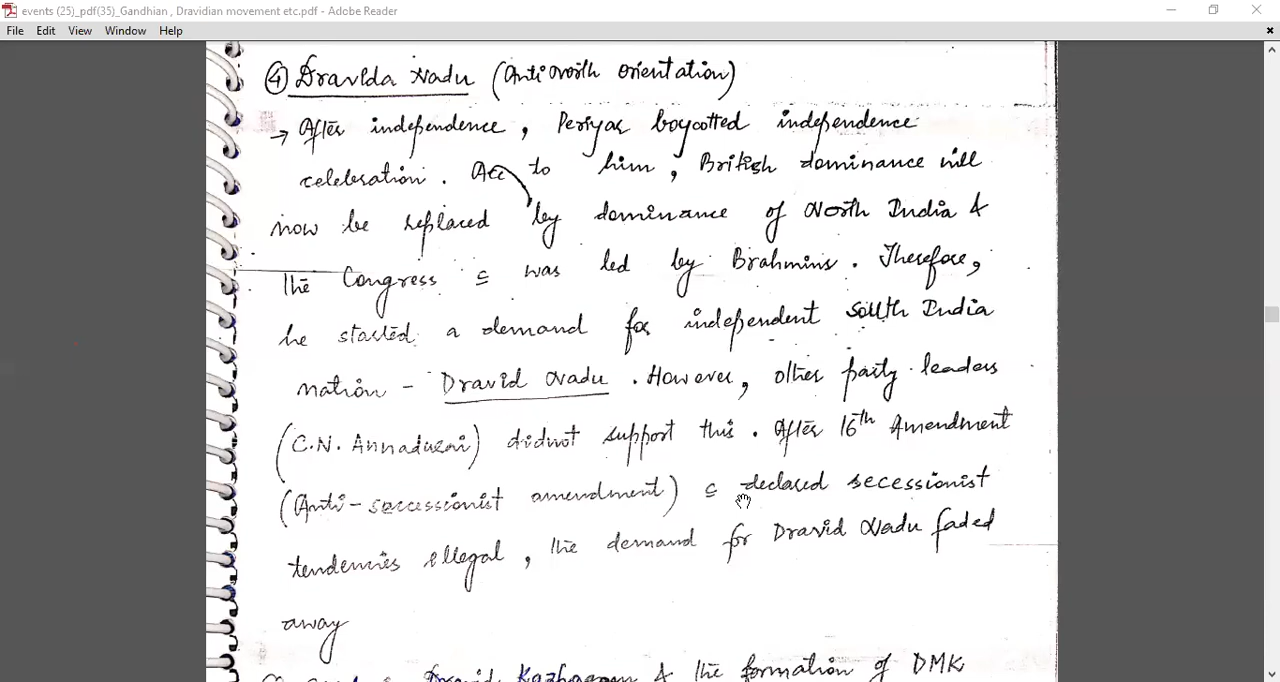 events (25)_pdf(35)_Gandhian , Dravidian movement etc.pdf - Adobe Reader
File Edit View Window Help
④ Dravida Nadu (Anti North orientation)
→ After independence, Periyar boycotted independence
celebration. Acc to him, British dominance will
now be replaced by dominance of North India &
the Congress c was led by Brahmins. Therefore,
he started a demand for independent South India
nation - Dravid Nadu. However, other party leaders
(C.N. Annadurai) didnot support this. After 16th Amendment
(Anti-secessionist amendment) c declared secessionist
tendencies illegal, the demand for Dravid Nadu faded
away
Dravid Kazhagam & the formation of DMK